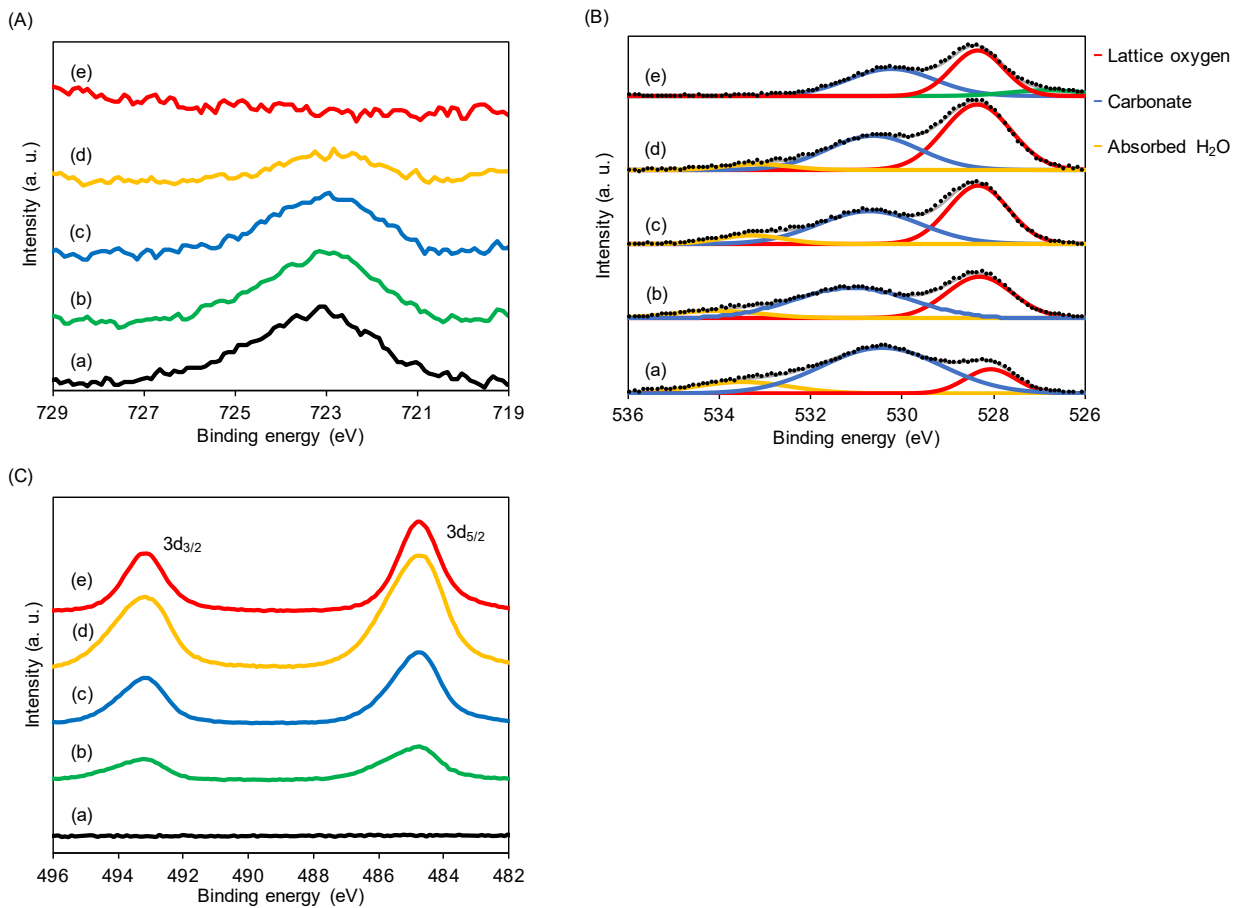 (A)
(e)
(d)
(c)
(b)
(a)
Intensity (a. u.)
729 727 725 723 721 719
Binding energy (eV)
(B)
(e)
(d)
(c)
(b)
(a)
Intensity (a. u.)
536 534 532 530 528 526
Binding energy (eV)
Lattice oxygen
Carbonate
Absorbed H₂O
(C)
3d₃/₂
3d₅/₂
(e)
(d)
(c)
(b)
(a)
Intensity (a. u.)
496 494 492 490 488 486 484 482
Binding energy (eV)